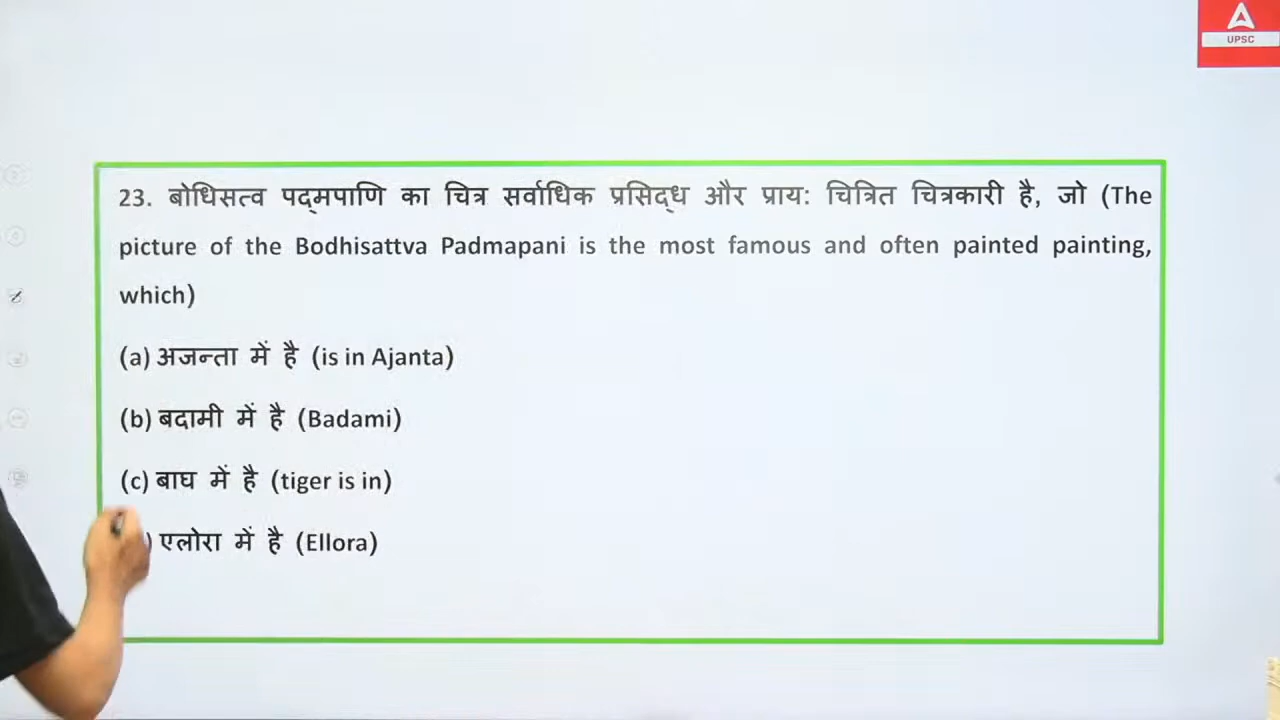 UPSC
23. बोधिसत्व पद्मपाणि का चित्र सर्वाधिक प्रसिद्ध और प्राय: चित्रित चित्रकारी है, जो (The
picture of the Bodhisattva Padmapani is the most famous and often painted painting,
which)
(a) अजन्ता में है (is in Ajanta)
(b) बदामी में है (Badami)
(c) बाघ में है (tiger is in)
) एलोरा में है (Ellora)